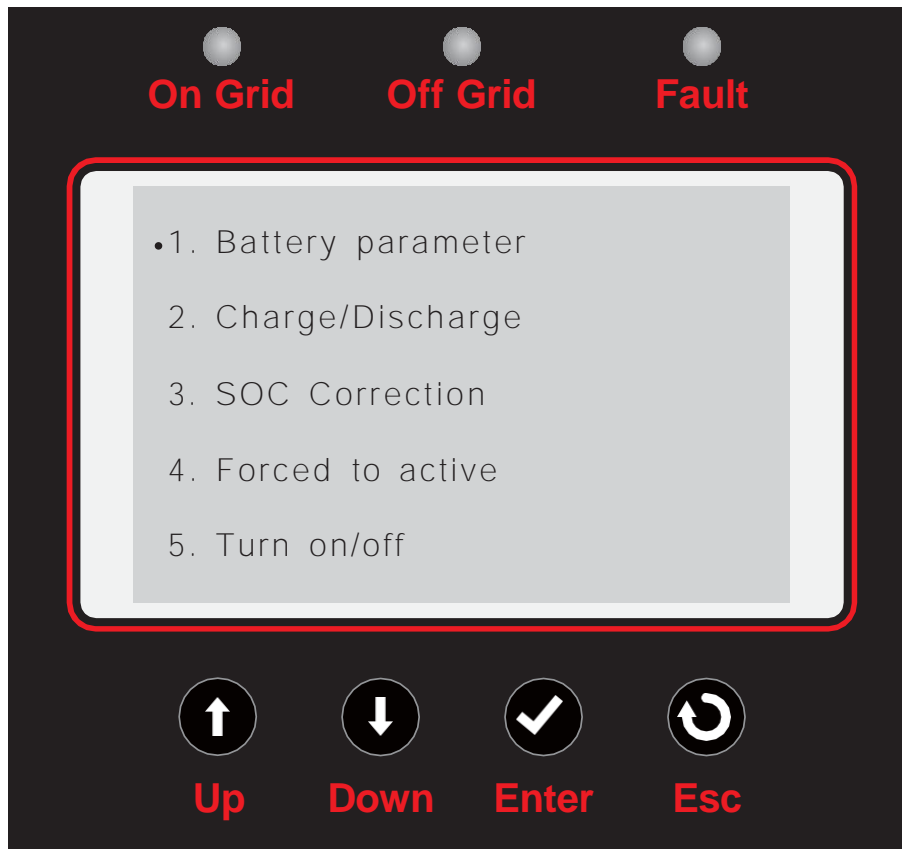 On Grid Off Grid Fault
•1. Battery parameter
2. Charge/Discharge
3. SOC Correction
4. Forced to active
5. Turn on/off
Up Down Enter Esc